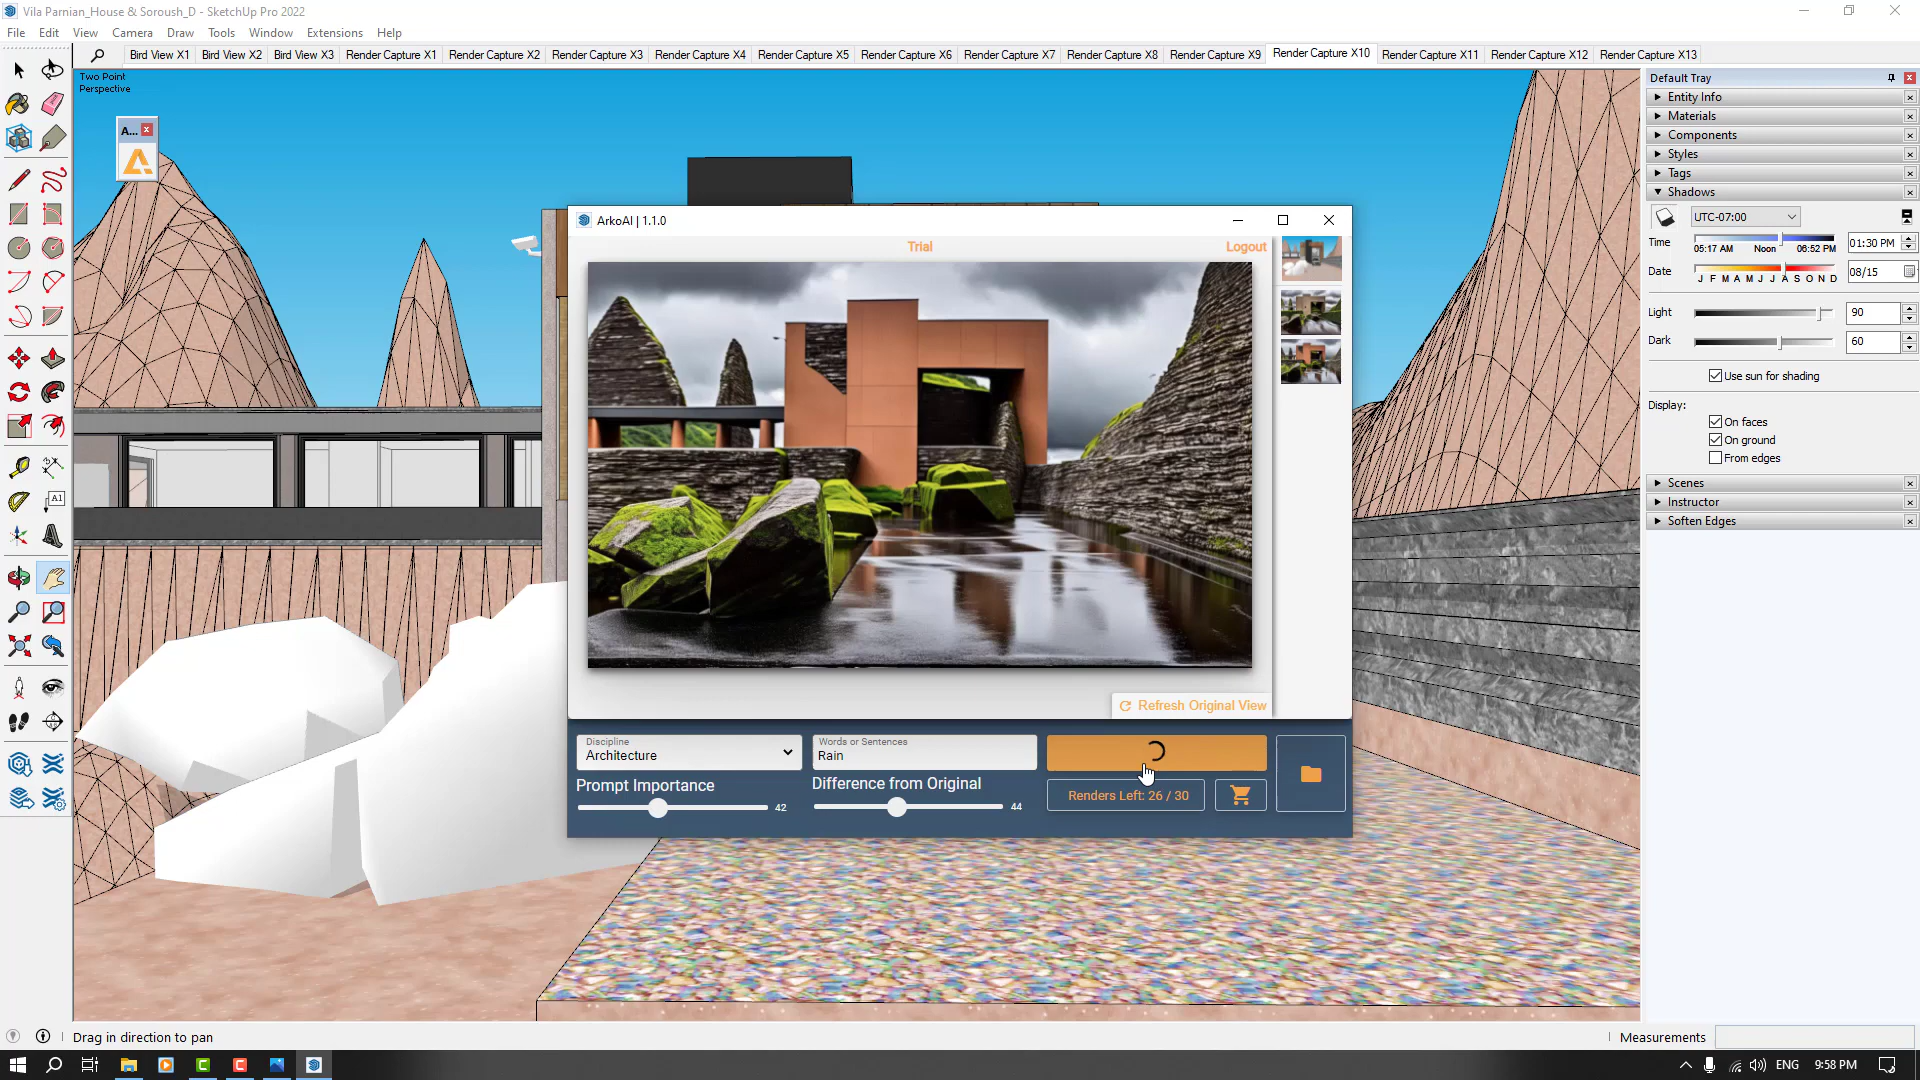 Vila Parnian_House & Soroush_D - SketchUp Pro 2022
File Edit View Camera Draw Tools Window Extensions Help
Bird View X1 Bird View X2 Bird View X3 Render Capture X1 Render Capture X2 Render Capture X3 Render Capture X4 Render Capture X5 Render Capture X6 Render Capture X7 Render Capture X8 Render Capture X9 Render Capture X10 Render Capture X11 Render Capture X12 Render Capture X13
Two Point
Perspective
A...
A1
ArkoAI | 1.1.0
Trial
Logout
Refresh Original View
Discipline
Architecture
Words or Sentences
Rain
Prompt Importance
42
Difference from Original
44
Renders Left: 26 / 30
Default Tray
Entity Info
Materials
Components
Styles
Tags
Shadows
UTC-07:00
Time
05:17 AM Noon 06:52 PM
01:30 PM
Date
J F M A M J J A S O N D
08/15
Light
90
Dark
60
Use sun for shading
Display:
On faces
On ground
From edges
Scenes
Instructor
Soften Edges
Drag in direction to pan
Measurements
ENG
9:58 PM